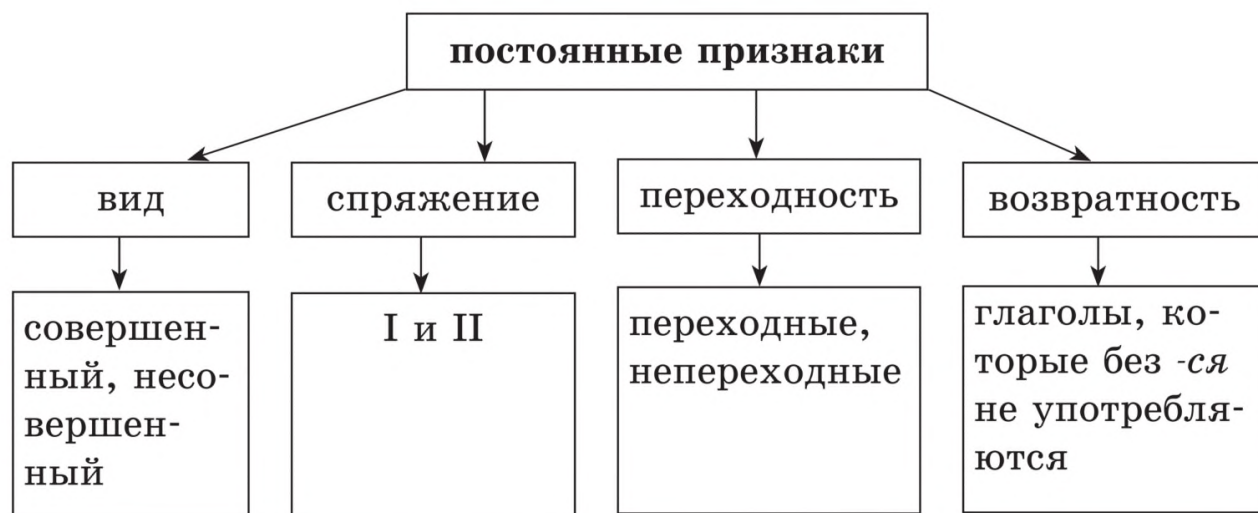 постоянные признаки
вид
спряжение
переходность
возвратность
совершен-
ный, несо-
вершен-
ный
I и II
переходные,
непереходные
глаголы, ко-
торые без -ся
не употребля-
ются